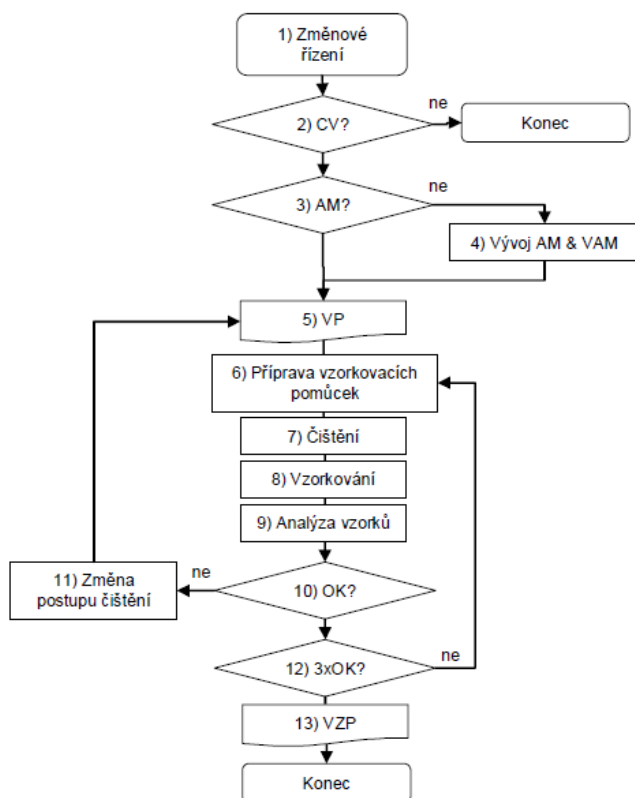 1) Změnové
řízení
2) CV?
ne
Konec
3) AM?
ne
4) Vývoj AM & VAM
5) VP
6) Příprava vzorkovacích
pomůcek
7) Čištění
8) Vzorkování
9) Analýza vzorků
10) OK?
ne
11) Změna
postupu čištění
12) 3xOK?
ne
13) VZP
Konec